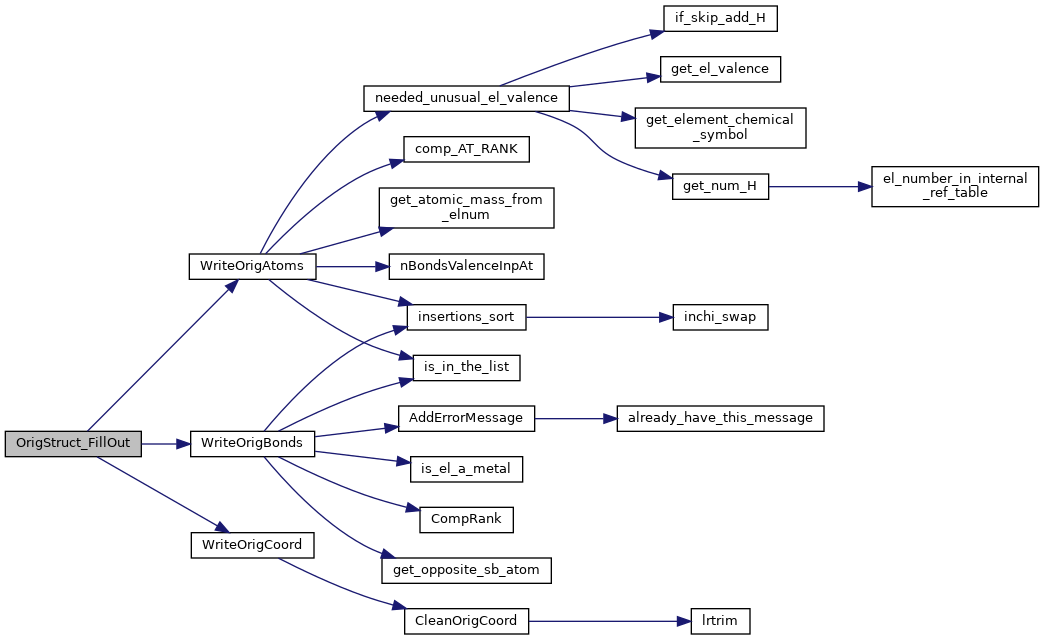 if_skip_add_H
get_el_valence
needed_unusual_el_valence
get_element_chemical
_symbol
comp_AT_RANK
get_num_H
el_number_in_internal
_ref_table
get_atomic_mass_from
_elnum
WriteOrigAtoms
nBondsValenceInpAt
insertions_sort
inchi_swap
is_in_the_list
AddErrorMessage
already_have_this_message
OrigStruct_FillOut
WriteOrigBonds
is_el_a_metal
CompRank
WriteOrigCoord
get_opposite_sb_atom
CleanOrigCoord
lrtrim